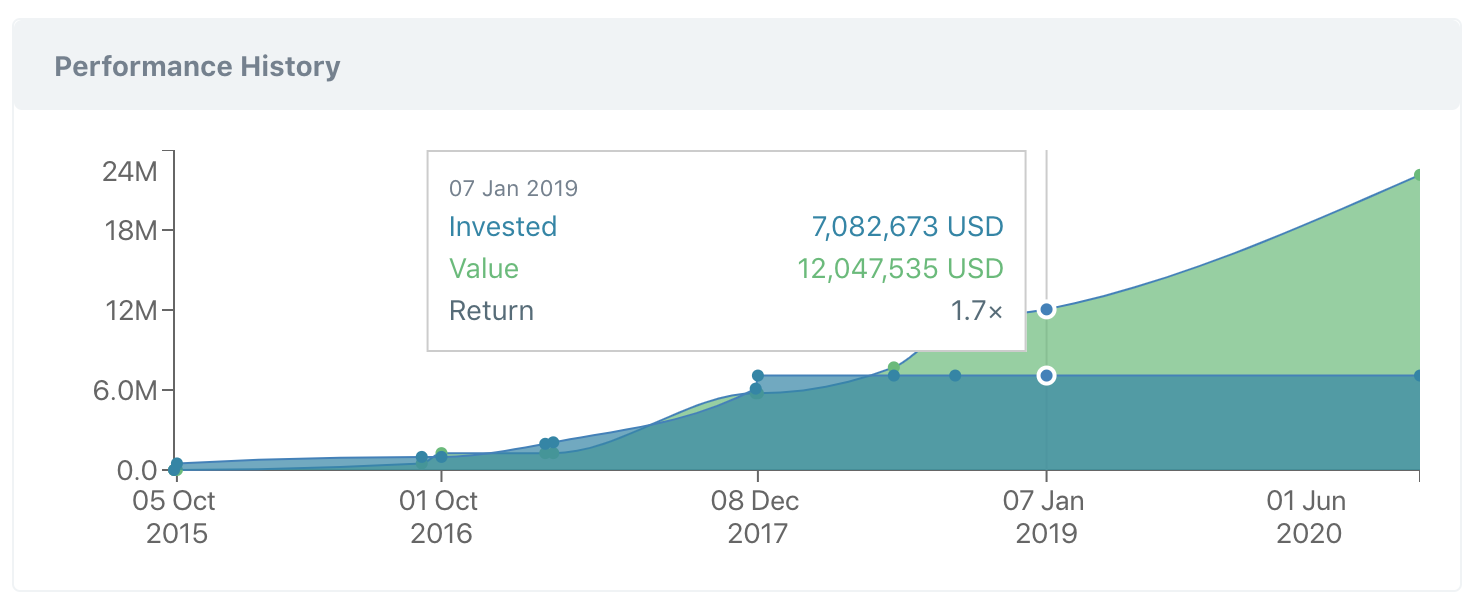 Performance History
24M
18M
12M
6.0M
0.0
07 Jan 2019
Invested 7,082,673 USD
Value 12,047,535 USD
Return 1.7×
05 Oct 01 Oct 08 Dec 07 Jan 01 Jun
2015 2016 2017 2019 2020